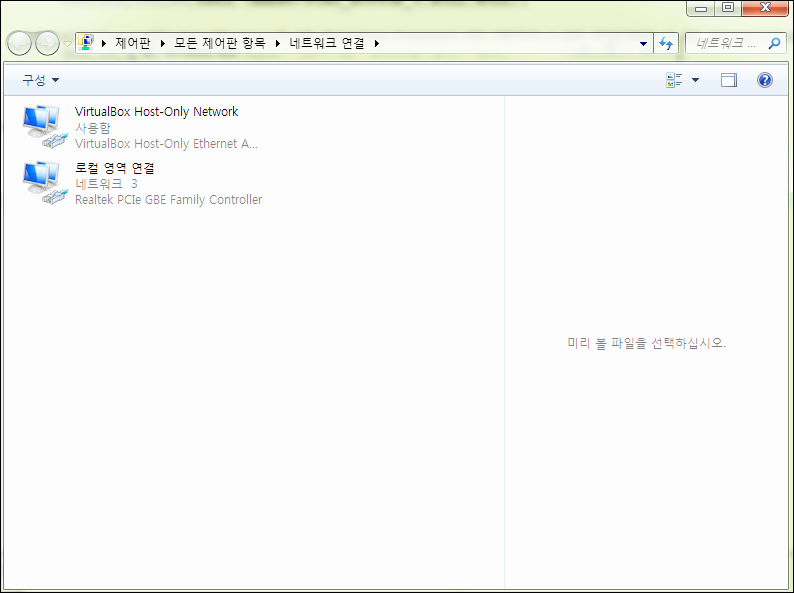 제어판 모든 제어판 항목 네트워크 연결 네트워크 ...
구성
VirtualBox Host-Only Network
사용함
VirtualBox Host-Only Ethernet A...
로컬 영역 연결
네트워크 3
Realtek PCIe GBE Family Controller
미리 볼 파일을 선택하십시오.